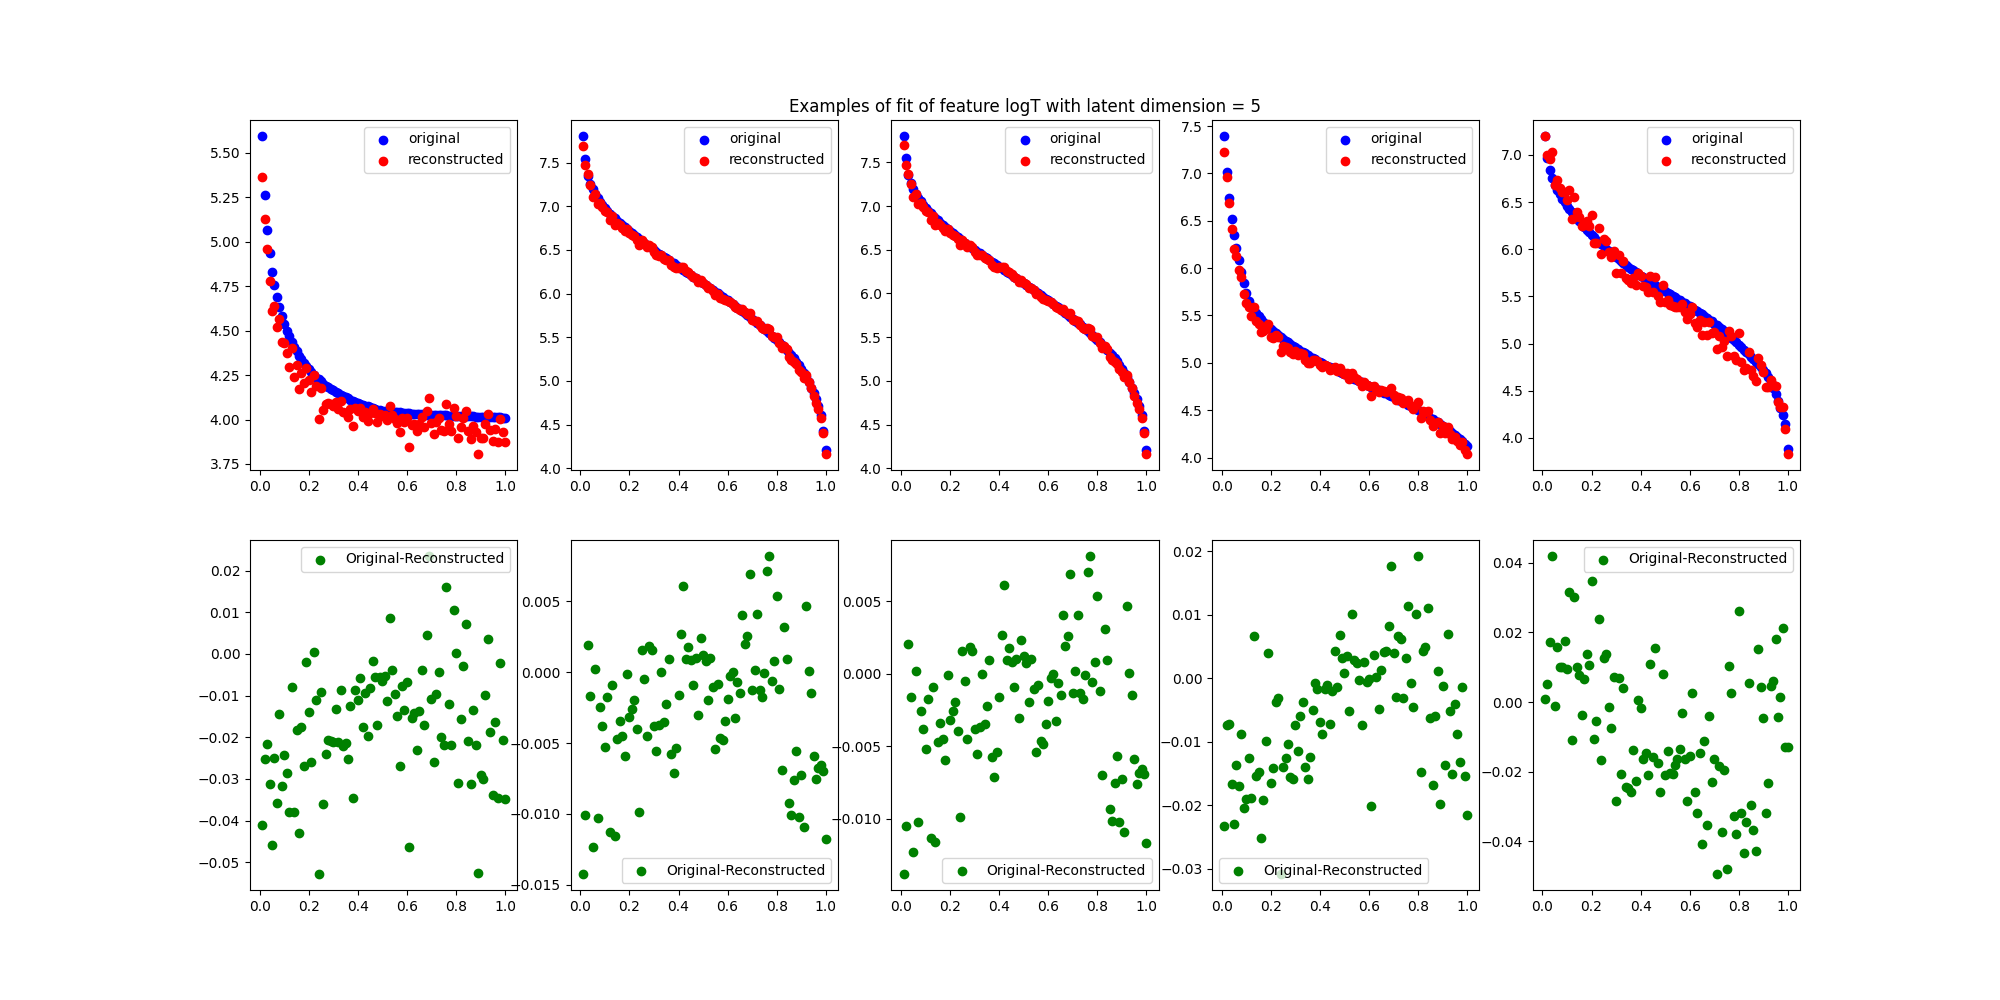 Examples of fit of feature logT with latent dimension = 5
original
reconstructed
5.50
5.25
5.00
4.75
4.50
4.25
4.00
3.75
0.0 0.2 0.4 0.6 0.8 1.0
original
reconstructed
7.5
7.0
6.5
6.0
5.5
5.0
4.5
4.0
0.0 0.2 0.4 0.6 0.8 1.0
original
reconstructed
7.5
7.0
6.5
6.0
5.5
5.0
4.5
4.0
0.0 0.2 0.4 0.6 0.8 1.0
original
reconstructed
7.5
7.0
6.5
6.0
5.5
5.0
4.5
4.0
0.0 0.2 0.4 0.6 0.8 1.0
original
reconstructed
7.0
6.5
6.0
5.5
5.0
4.5
4.0
0.0 0.2 0.4 0.6 0.8 1.0
Original-Reconstructed
0.02
0.01
0.00
−0.01
−0.02
−0.03
−0.04
−0.05
0.0 0.2 0.4 0.6 0.8 1.0
0.005
0.000
−0.005
−0.010
−0.015
Original-Reconstructed
0.0 0.2 0.4 0.6 0.8 1.0
0.005
0.000
−0.005
−0.010
Original-Reconstructed
0.0 0.2 0.4 0.6 0.8 1.0
0.02
0.01
0.00
−0.01
−0.02
−0.03
Original-Reconstructed
0.0 0.2 0.4 0.6 0.8 1.0
Original-Reconstructed
0.04
0.02
0.00
−0.02
−0.04
0.0 0.2 0.4 0.6 0.8 1.0